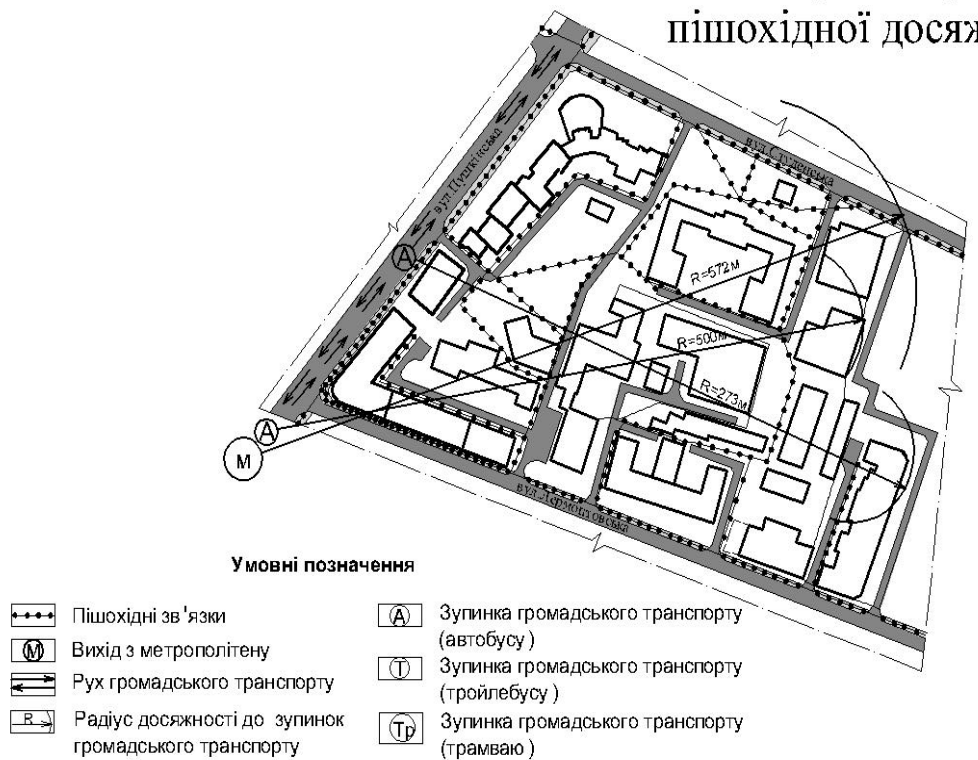 пішохідної досяж
вул.Пушкінська
вул.Студенська
А
R=572м
R=500м
R=273м
А
М
вул.Лермонтовська
Умовні позначення
Пішохідні зв'язки
М Вихід з метрополітену
Рух громадського транспорту
R Радіус досяжності до зупинок
громадського транспорту
А Зупинка громадського транспорту
(автобусу)
Т Зупинка громадського транспорту
(тройлебусу)
Тр Зупинка громадського транспорту
(трамваю)